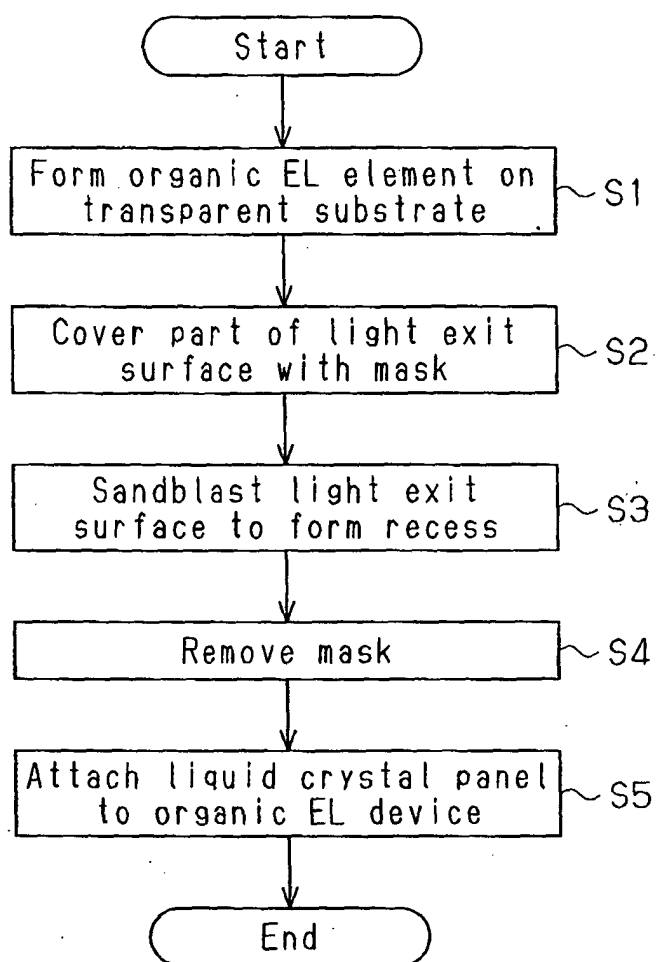 Start
Form organic EL element on
transparent substrate
S1
Cover part of light exit
surface with mask
S2
Sandblast light exit
surface to form recess
S3
Remove mask
S4
Attach liquid crystal panel
to organic EL device
S5
End